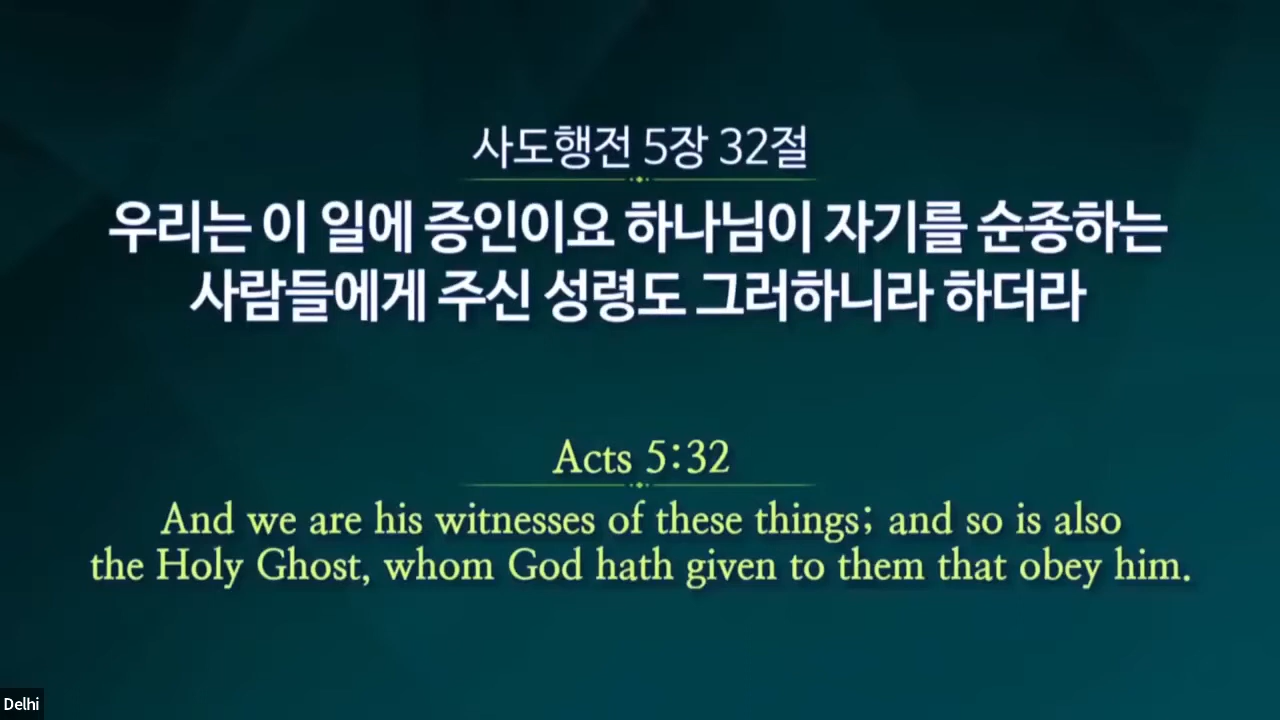 사도행전 5장 32절
우리는 이 일에 증인이요 하나님이 자기를 순종하는
사람들에게 주신 성령도 그러하니라 하더라
Acts 5:32
And we are his witnesses of these things; and so is also
the Holy Ghost, whom God hath given to them that obey him.
Delhi